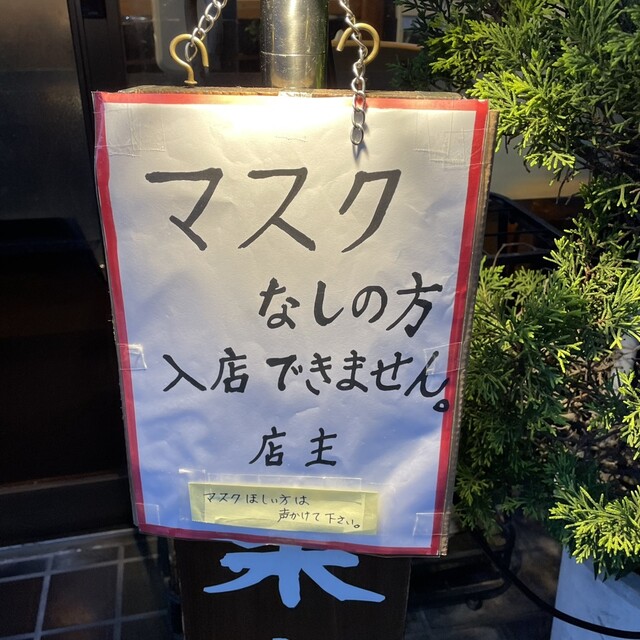 マスク
なしの方
入店できません。
店主
マスクほしい方は
声かけて下さい。